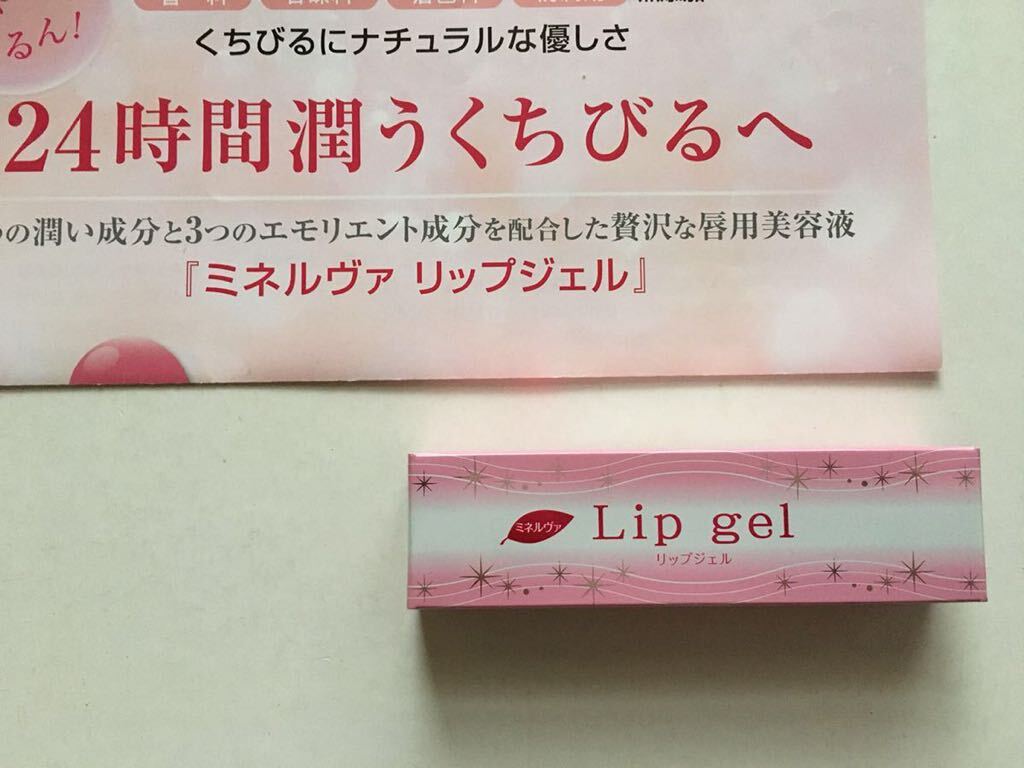 るん!
くちびるにナチュラルな優しさ
24時間潤うくちびるへ
の潤い成分と3つのエモリエント成分を配合した贅沢な唇用美容液
『ミネルヴァ リップジェル』
ミネルヴァ
Lip gel
リップジェル